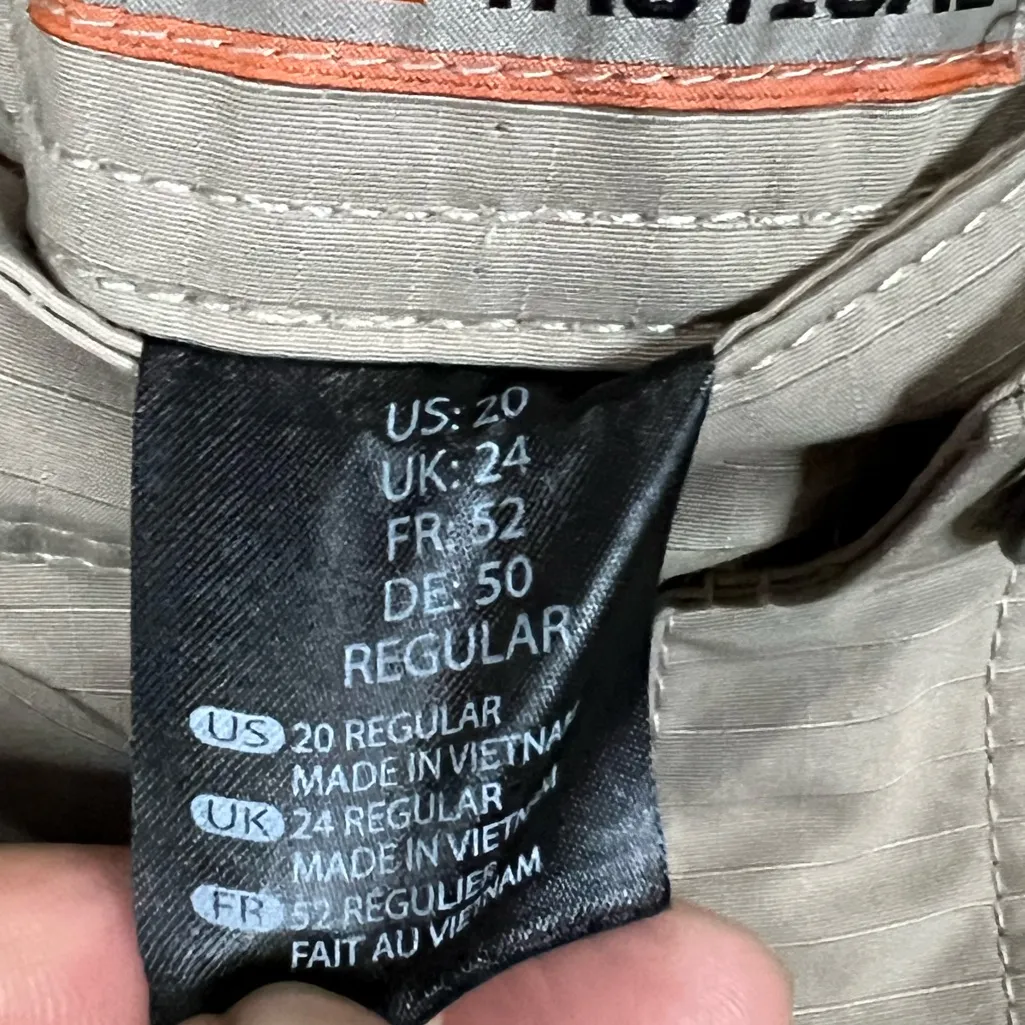 TACTICAL
US: 20
UK: 24
FR: 52
DE: 50
REGULAR
US 20 REGULAR
MADE IN VIETNAM
UK 24 REGULAR
MADE IN VIETNAM
FR 52 REGULIER
FAIT AU VIETNAM